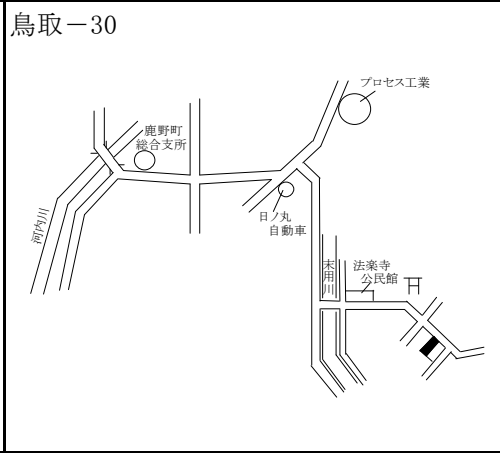 鳥取－30
プロセス工業
鹿野町
総合支所
河内川
日ノ丸
自動車
末用川
法楽寺
公民館